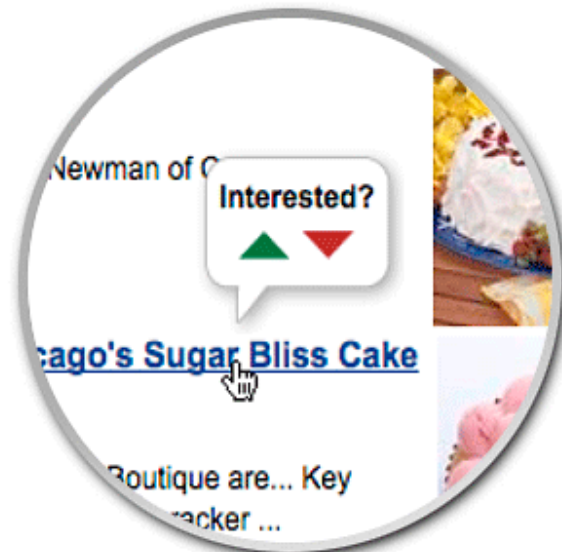 Newman of
Interested?
cago's Sugar Bliss Cake
Boutique are... Key
racker ...